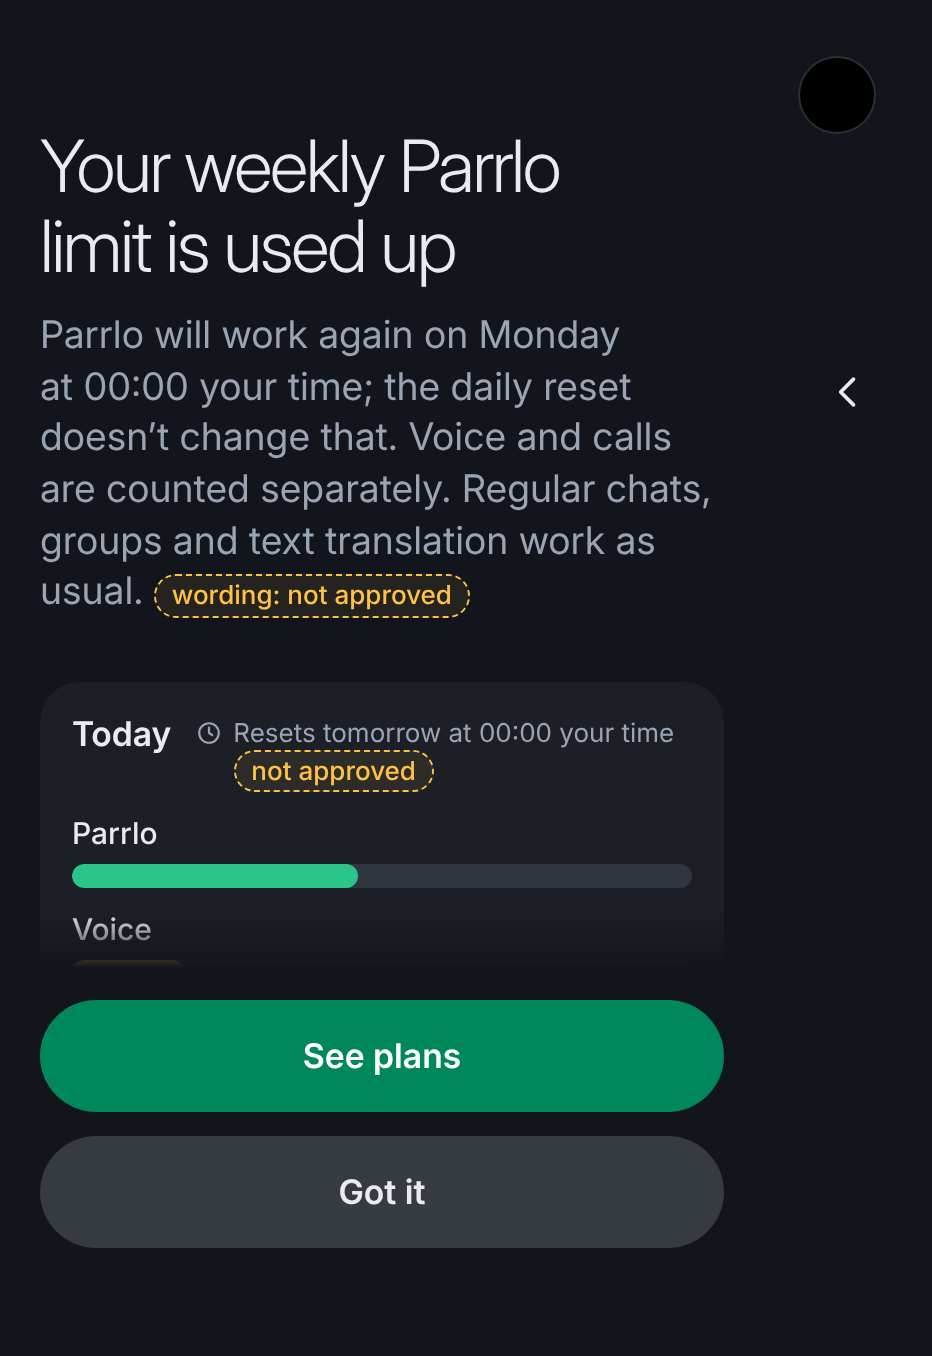 Your weekly Parrlo
limit is used up
Parrlo will work again on Monday
at 00:00 your time; the daily reset
doesn’t change that. Voice and calls
are counted separately. Regular chats,
groups and text translation work as
usual. wording: not approved
Today Resets tomorrow at 00:00 your time
not approved
Parrlo
Voice
See plans
Got it